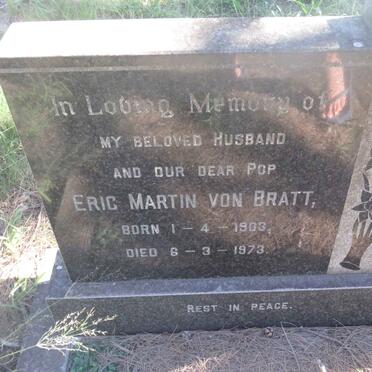 In Loving Memory of
MY BELOVED HUSBAND
AND OUR DEAR POP
ERIC MARTIN VON BRATT,
BORN 1-4-1903,
DIED 6-3-1973.
REST IN PEACE.